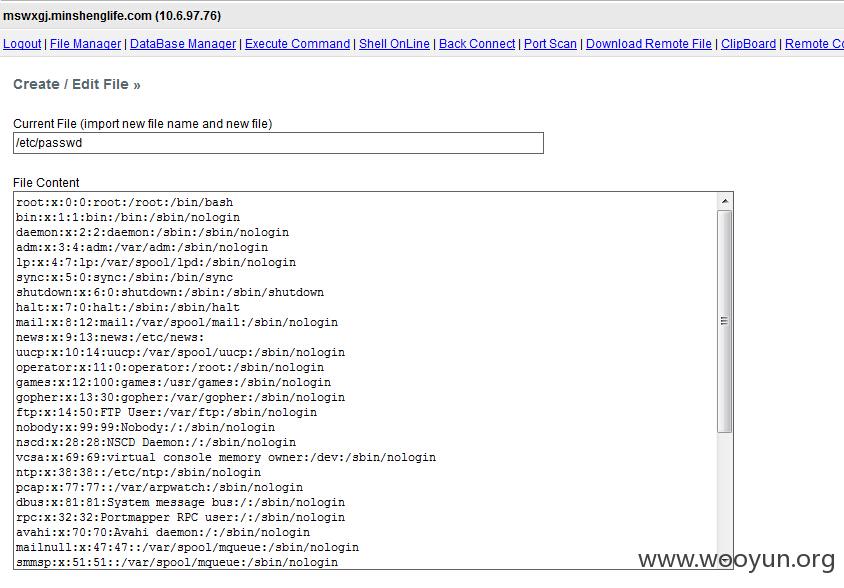 mswxgj.minshenglife.com (10.6.97.76)
Logout | File Manager | DataBase Manager | Execute Command | Shell OnLine | Back Connect | Port Scan | Download Remote File | ClipBoard | Remote Co
Create / Edit File »
Current File (import new file name and new file)
/etc/passwd
File Content
root:x:0:0:root:/root:/bin/bash
bin:x:1:1:bin:/bin:/sbin/nologin
daemon:x:2:2:daemon:/sbin:/sbin/nologin
adm:x:3:4:adm:/var/adm:/sbin/nologin
lp:x:4:7:lp:/var/spool/lpd:/sbin/nologin
sync:x:5:0:sync:/sbin:/bin/sync
shutdown:x:6:0:shutdown:/sbin:/sbin/shutdown
halt:x:7:0:halt:/sbin:/sbin/halt
mail:x:8:12:mail:/var/spool/mail:/sbin/nologin
news:x:9:13:news:/etc/news:
uucp:x:10:14:uucp:/var/spool/uucp:/sbin/nologin
operator:x:11:0:operator:/root:/sbin/nologin
games:x:12:100:games:/usr/games:/sbin/nologin
gopher:x:13:30:gopher:/var/gopher:/sbin/nologin
ftp:x:14:50:FTP User:/var/ftp:/sbin/nologin
nobody:x:99:99:Nobody:/:/sbin/nologin
nscd:x:28:28:NSCD Daemon:/:/sbin/nologin
vcsa:x:69:69:virtual console memory owner:/dev:/sbin/nologin
ntp:x:38:38::/etc/ntp:/sbin/nologin
pcap:x:77:77::/var/arpwatch:/sbin/nologin
dbus:x:81:81:System message bus:/:/sbin/nologin
rpc:x:32:32:Portmapper RPC user:/:/sbin/nologin
avahi:x:70:70:Avahi daemon:/:/sbin/nologin
mailnull:x:47:47::/var/spool/mqueue:/sbin/nologin
smmsp:x:51:51::/var/spool/mqueue:/sbin/nologin
www.wooyun.org